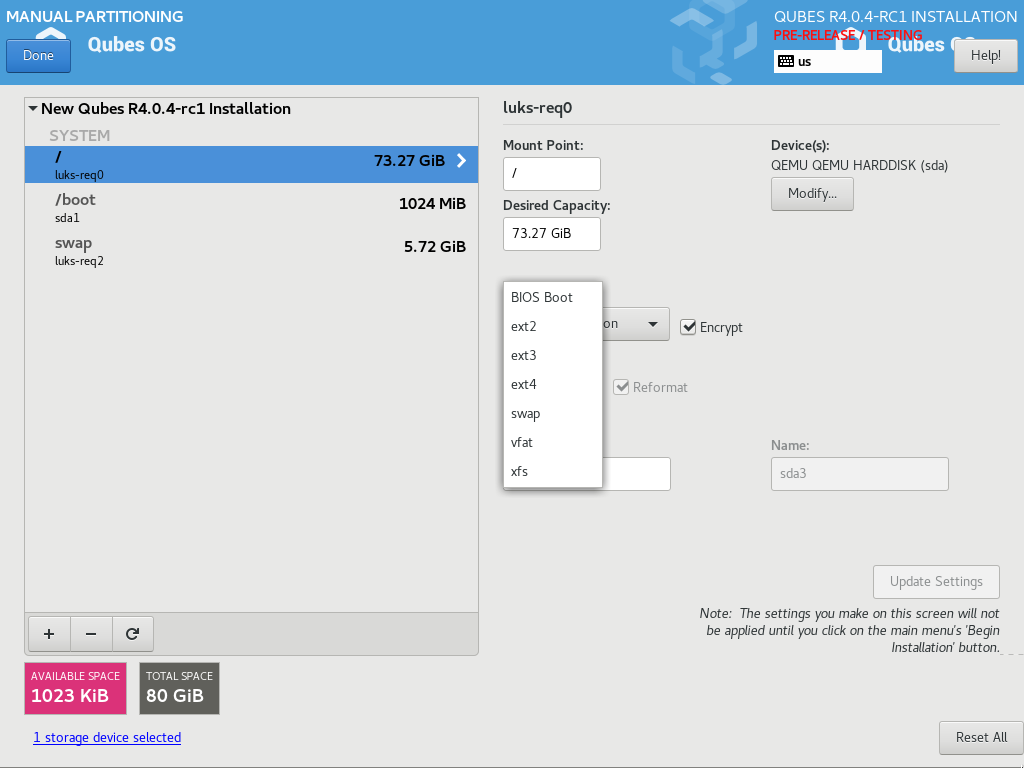 MANUAL PARTITIONING
QUBES R4.0.4-RC1 INSTALLATION
PRE-RELEASE / TESTING
Done
Qubes OS
us
Qubes
Help!
New Qubes R4.0.4-rc1 Installation
SYSTEM
/
73.27 GiB
luks-req0
/boot
1024 MiB
sda1
swap
5.72 GiB
luks-req2
luks-req0
Mount Point:
/
Desired Capacity:
73.27 GiB
Device(s):
QEMU QEMU HARDDISK (sda)
Modify...
BIOS Boot
ext2
ext3
ext4
swap
vfat
xfs
on
Encrypt
Reformat
Name:
sda3
Update Settings
Note: The settings you make on this screen will not
be applied until you click on the main menu's 'Begin
Installation' button.
AVAILABLE SPACE
1023 KiB
TOTAL SPACE
80 GiB
1 storage device selected
Reset All